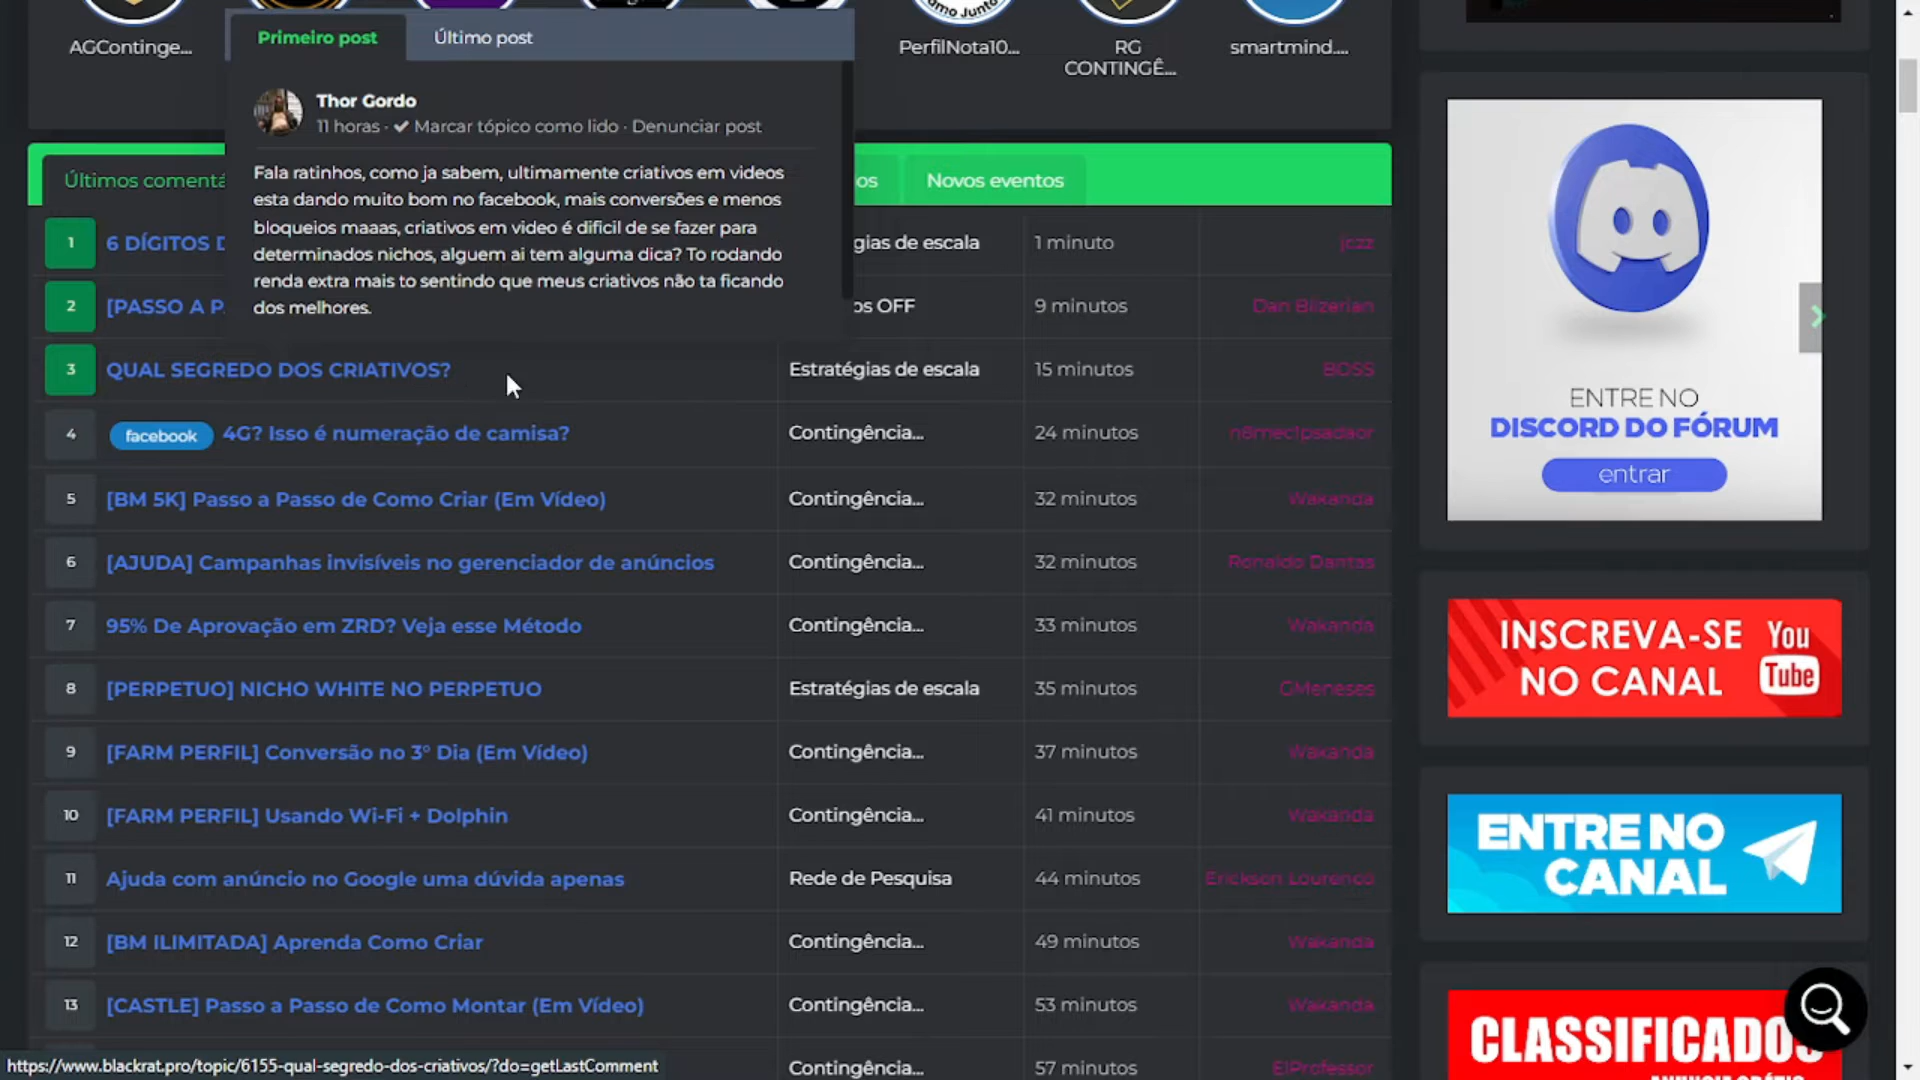 AGContinge...
PerfilNota10...
RG
CONTINGÊ...
smartmind....
Primeiro post
Último post
Thor Gordo
11 horas · ✔ Marcar tópico como lido · Denunciar post
Fala ratinhos, como ja sabem, ultimamente criativos em videos
esta dando muito bom no facebook, mais conversões e menos
bloqueios maaas, criativos em video é dificil de se fazer para
determinados nichos, alguem ai tem alguma dica? To rodando
renda extra mais to sentindo que meus criativos não ta ficando
dos melhores.
Últimos comentá
os
Novos eventos
1 6 DÍGITOS D gias de escala 1 minuto jczz
2 [PASSO A P os OFF 9 minutos Dan Bilzerian
3 QUAL SEGREDO DOS CRIATIVOS? Estratégias de escala 15 minutos BOSS
4 facebook 4G? Isso é numeração de camisa? Contingência... 24 minutos
5 [BM 5K] Passo a Passo de Como Criar (Em Vídeo) Contingência... 32 minutos Wakanda
6 [AJUDA] Campanhas invisíveis no gerenciador de anúncios Contingência... 32 minutos Ronaldo Dantas
7 95% De Aprovação em ZRD? Veja esse Método Contingência... 33 minutos Wakanda
8 [PERPETUO] NICHO WHITE NO PERPETUO Estratégias de escala 35 minutos GMeneses
9 [FARM PERFIL] Conversão no 3º Dia (Em Vídeo) Contingência... 37 minutos Wakanda
10 [FARM PERFIL] Usando Wi-Fi + Dolphin Contingência... 41 minutos Wakanda
11 Ajuda com anúncio no Google uma dúvida apenas Rede de Pesquisa 44 minutos Erickson Lourenço
12 [BM ILIMITADA] Aprenda Como Criar Contingência... 49 minutos Wakanda
13 [CASTLE] Passo a Passo de Como Montar (Em Vídeo) Contingência... 53 minutos Wakanda
Contingência... 57 minutos ElProfessor
https://www.blackrat.pro/topic/6155-qual-segredo-dos-criativos/?do=getLastComment
ENTRE NO
DISCORD DO FÓRUM
entrar
INSCREVA-SE
NO CANAL
You
Tube
ENTRE NO
CANAL
CLASSIFICADOS